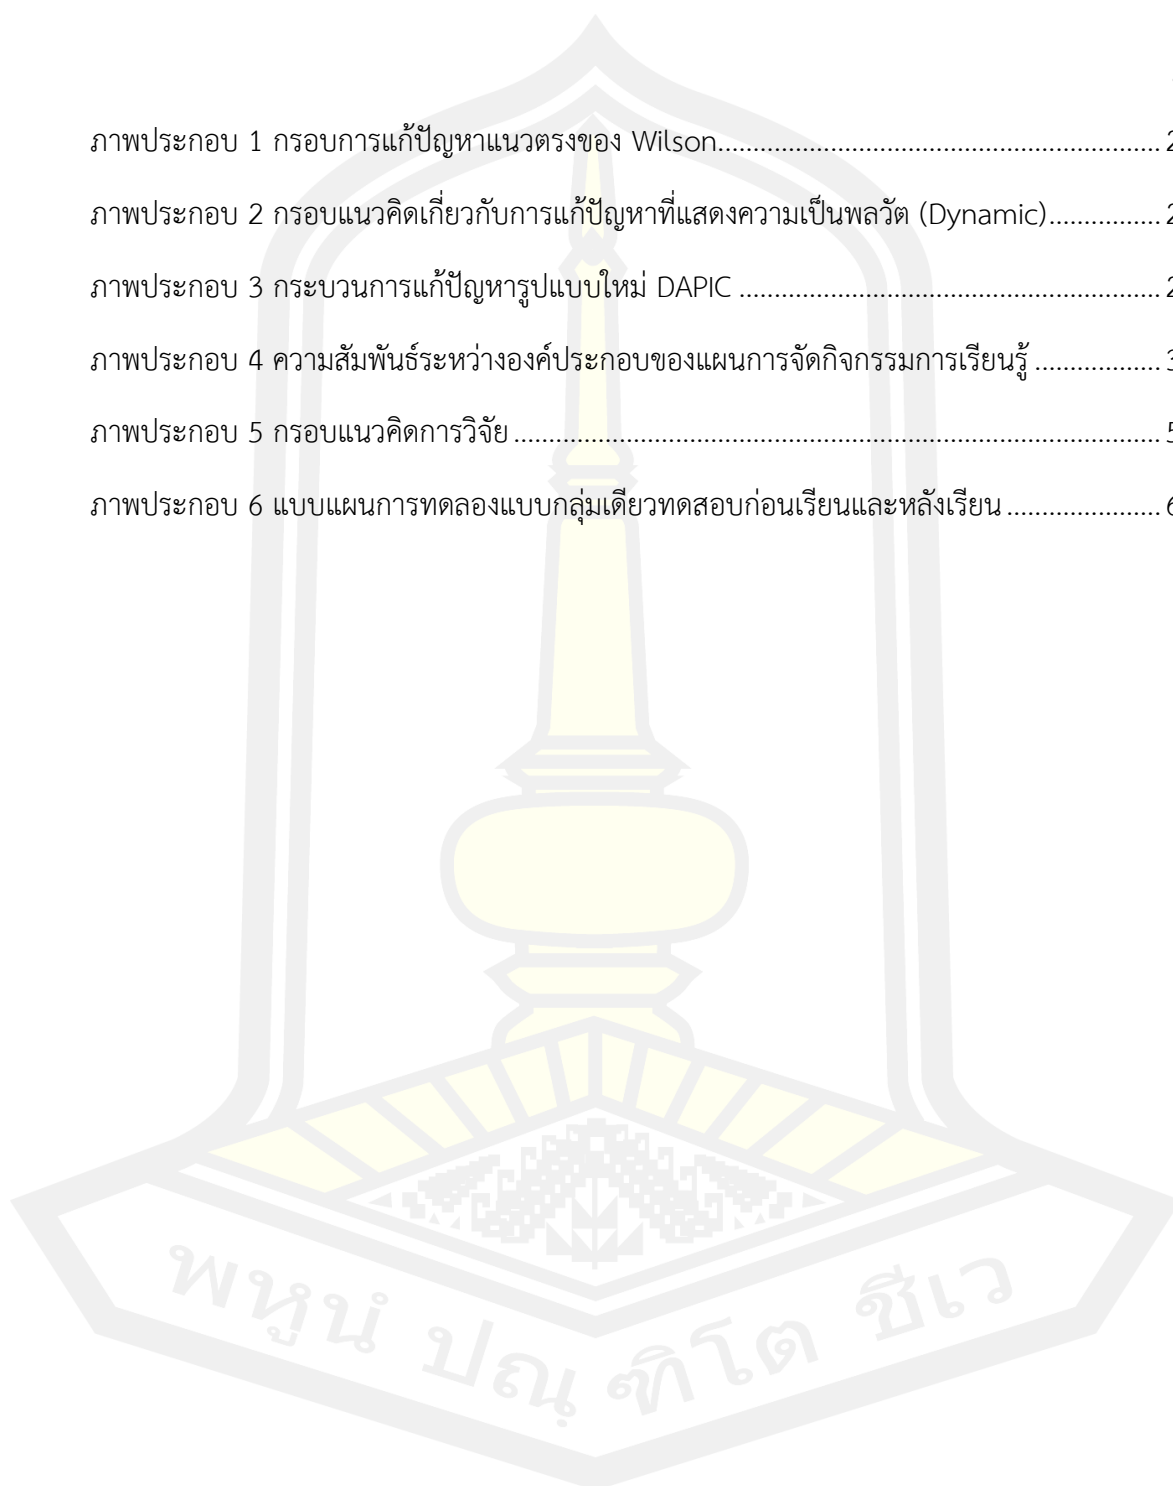 ภาพประกอบ 1 กรอบการแก้ปัญหาแนวตรงของ Wilson.......................................................................... 2
ภาพประกอบ 2 กรอบแนวคิดเกี่ยวกับการแก้ปัญหาที่แสดงความเป็นพลวัต (Dynamic)................... 2
ภาพประกอบ 3 กระบวนการแก้ปัญหารูปแบบใหม่ DAPIC ....................................................................... 2
ภาพประกอบ 4 ความสัมพันธ์ระหว่างองค์ประกอบของแผนการจัดกิจกรรมการเรียนรู้ ..................... 3
ภาพประกอบ 5 กรอบแนวคิดการวิจัย ............................................................................................................. 5
ภาพประกอบ 6 แบบแผนการทดลองแบบกลุ่มเดียวทดสอบก่อนเรียนและหลังเรียน .......................... 6
พหูนํ ปณฺฑิโต ชีเว